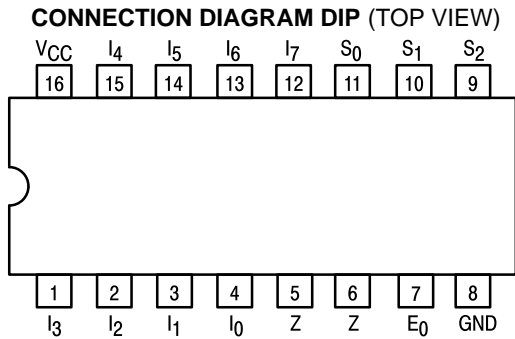 CONNECTION DIAGRAM DIP (TOP VIEW)
VCC I4 I5 I6 I7 S0 S1 S2
16 15 14 13 12 11 10 9
1 2 3 4 5 6 7 8
I3 I2 I1 I0 Z Z E0 GND